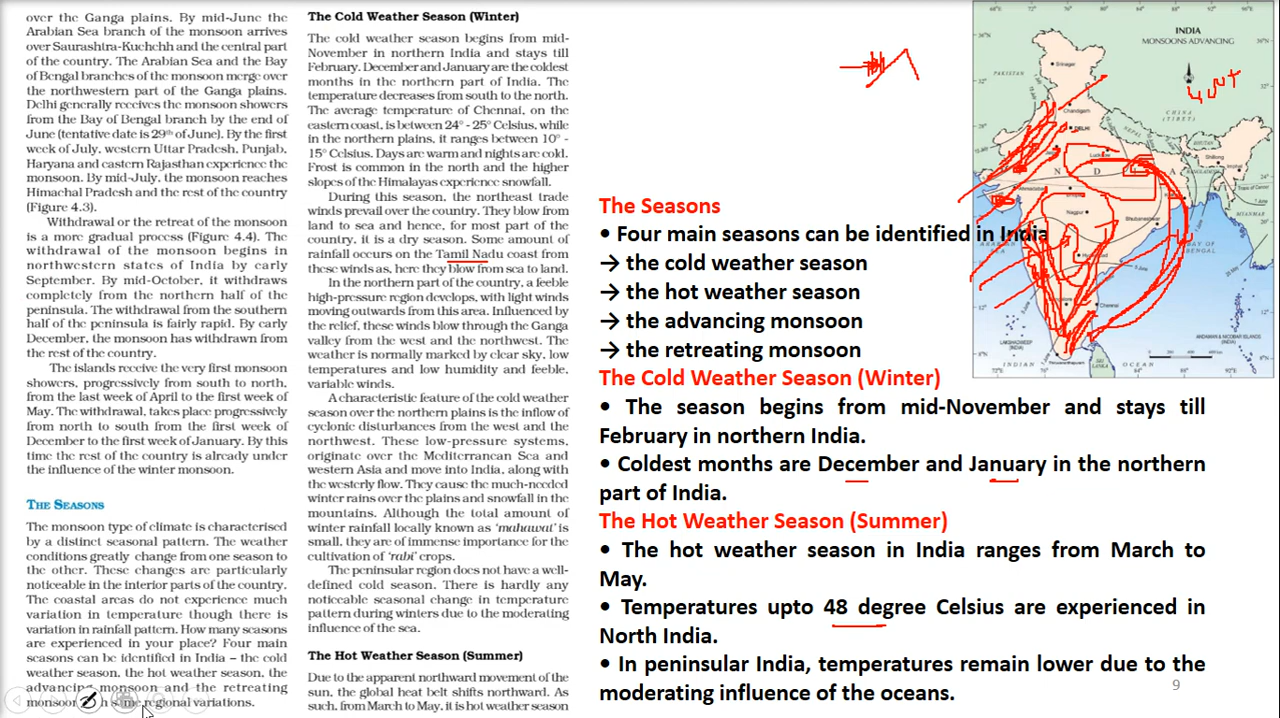 over the Ganga plains. By mid-June the
Arabian Sea branch of the monsoon arrives
over Saurashtra-Kuchchh and the central part
of the country. The Arabian Sea and the Bay
of Bengal branches of the monsoon merge over
the northwestern part of the Ganga plains.
Delhi generally receives the monsoon showers
from the Bay of Bengal branch by the end of
June (tentative date is 29th of June). By the first
week of July, western Uttar Pradesh, Punjab,
Haryana and eastern Rajasthan experience the
monsoon. By mid-July, the monsoon reaches
Himachal Pradesh and the rest of the country
(Figure 4.3).
Withdrawal or the retreat of the monsoon
is a more gradual process (Figure 4.4). The
withdrawal of the monsoon begins in
northwestern states of India by early
September. By mid-October, it withdraws
completely from the northern half of the
peninsula. The withdrawal from the southern
half of the peninsula is fairly rapid. By early
December, the monsoon has withdrawn from
the rest of the country.
The islands receive the very first monsoon
showers, progressively from south to north,
from the last week of April to the first week of
May. The withdrawal, takes place progressively
from north to south from the first week of
December to the first week of January. By this
time the rest of the country is already under
the influence of the winter monsoon.
THE SEASONS
The monsoon type of climate is characterised
by a distinct seasonal pattern. The weather
conditions greatly change from one season to
the other. These changes are particularly
noticeable in the interior parts of the country.
The coastal areas do not experience much
variation in temperature though there is
variation in rainfall pattern. How many seasons
are experienced in your place? Four main
seasons can be identified in India – the cold
weather season, the hot weather season, the
advancing monsoon and the retreating
monsoon regional variations.
The Cold Weather Season (Winter)
The cold weather season begins from mid-
November in northern India and stays till
February. December and January are the coldest
months in the northern part of India. The
temperature decreases from south to the north.
The average temperature of Chennai, on the
eastern coast, is between 24° - 25° Celsius, while
in the northern plains, it ranges between 10° -
15° Celsius. Days are warm and nights are cold.
Frost is common in the north and the higher
slopes of the Himalayas experience snowfall.
During this season, the northeast trade
winds prevail over the country. They blow from
land to sea and hence, for most part of the
country, it is a dry season. Some amount of
rainfall occurs on the Tamil Nadu coast from
these winds as, here they blow from sea to land.
In the northern part of the country, a feeble
high-pressure region develops, with light winds
moving outwards from this area. Influenced by
the relief, these winds blow through the Ganga
valley from the west and the northwest. The
weather is normally marked by clear sky, low
temperatures and low humidity and feeble,
variable winds.
A characteristic feature of the cold weather
season over the northern plains is the inflow of
cyclonic disturbances from the west and the
northwest. These low-pressure systems,
originate over the Mediterranean Sea and
western Asia and move into India, along with
the westerly flow. They cause the much-needed
winter rains over the plains and snowfall in the
mountains. Although the total amount of
winter rainfall locally known as 'mahawat' is
small, they are of immense importance for the
cultivation of 'rabi' crops.
The peninsular region does not have a well-
defined cold season. There is hardly any
noticeable seasonal change in temperature
pattern during winters due to the moderating
influence of the sea.
The Hot Weather Season (Summer)
Due to the apparent northward movement of the
sun, the global heat belt shifts northward. As
such, from March to May, it is hot weather season
The Seasons
• Four main seasons can be identified in India
→ the cold weather season
→ the hot weather season
→ the advancing monsoon
→ the retreating monsoon
The Cold Weather Season (Winter)
• The season begins from mid-November and stays till
February in northern India.
• Coldest months are December and January in the northern
part of India.
The Hot Weather Season (Summer)
• The hot weather season in India ranges from March to
May.
• Temperatures upto 48 degree Celsius are experienced in
North India.
• In peninsular India, temperatures remain lower due to the
moderating influence of the oceans.
9
INDIA
MONSOONS ADVANCING
PAKISTAN
Srinagar
Chandigarh
DELHI
CHINA
(TIBET)
NEPAL
BHUTAN
Shillong
BANGLADESH
MYANMAR
Nagpur
Bhubaneshwar
Chennai
BAY OF
BENGAL
LAKSHADWEEP
(INDIA)
ANDAMAN & NICOBAR ISLANDS
(INDIA)
SRI
LANKA
INDIAN OCEAN